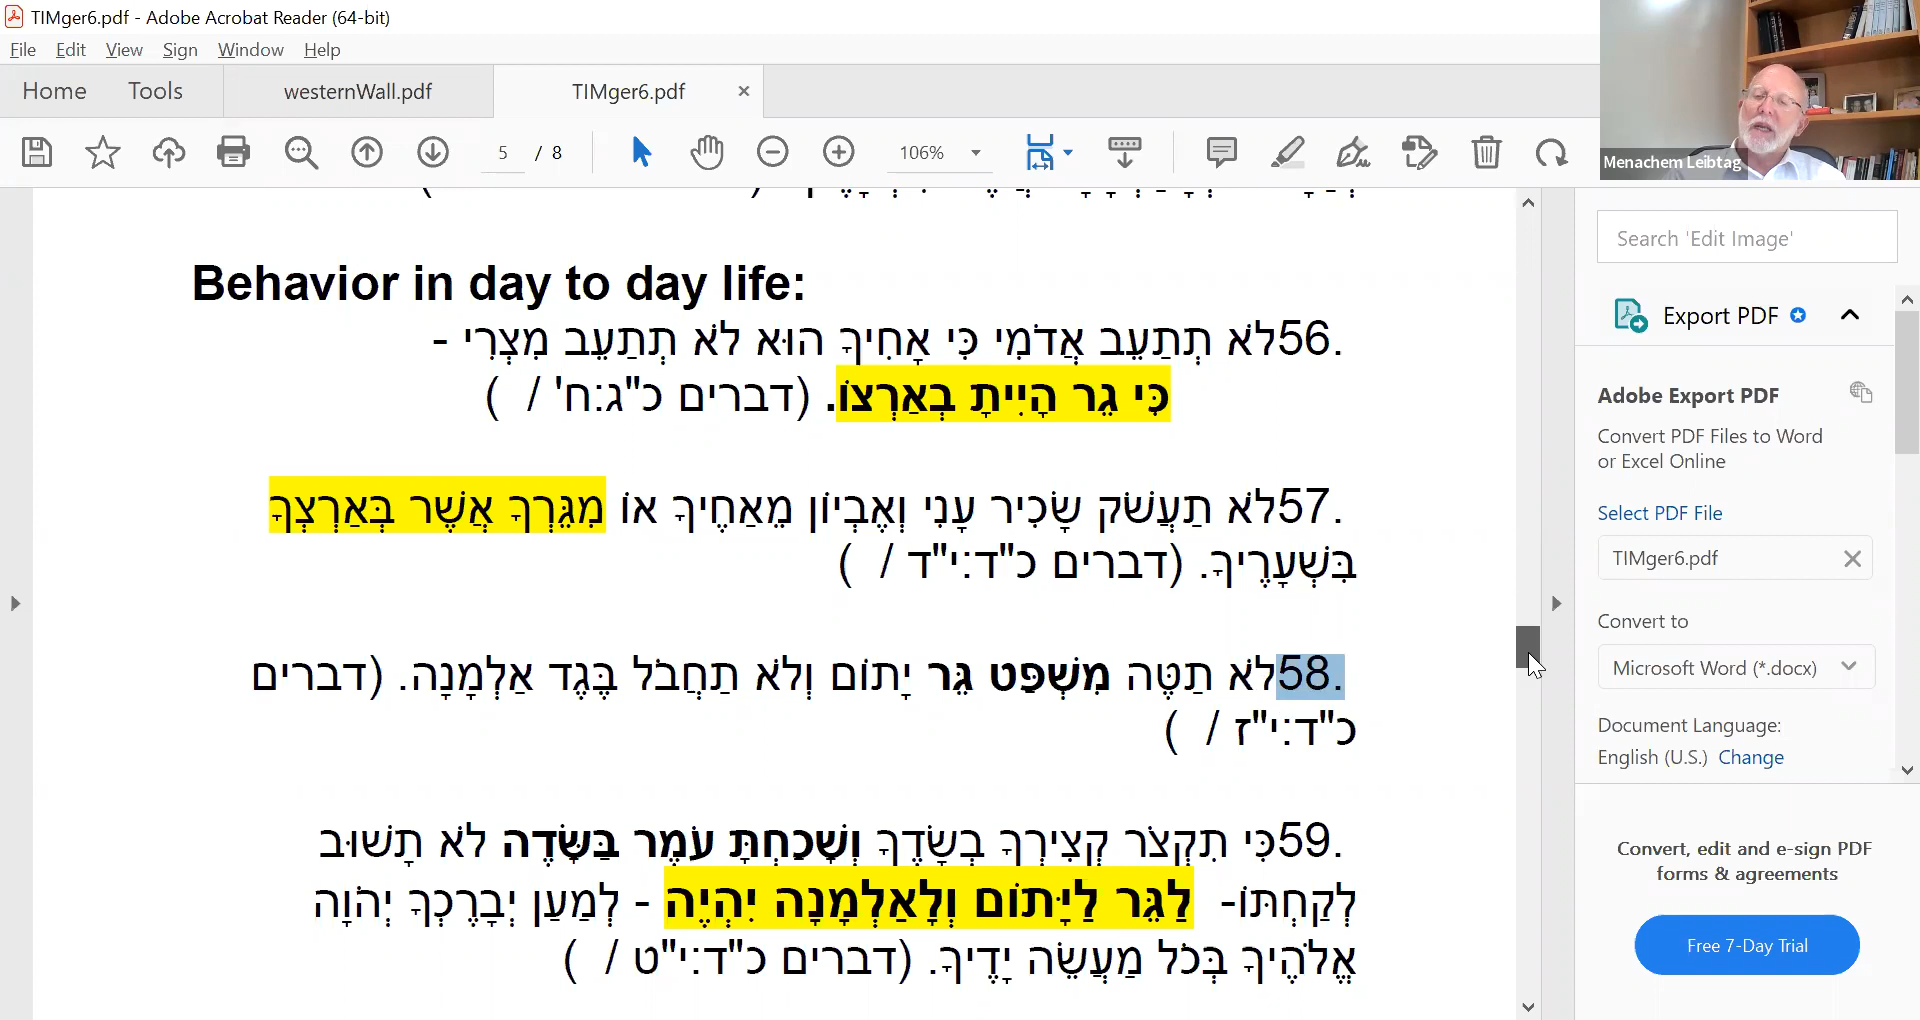 TIMger6.pdf - Adobe Acrobat Reader (64-bit)
File Edit View Sign Window Help
Home Tools westernWall.pdf TIMger6.pdf
5 / 8 106%
Menachem Leibtag
Behavior in day to day life:
56. לֹא תְתַעֵב אֲדֹמִי כִּי אָחִיךָ הוּא לֹא תְתַעֵב מִצְרִי -
כִּי גֵר הָיִיתָ בְאַרְצוֹ. (דברים כ"ג:ח' / )
57. לֹא תַעֲשֹׁק שָׂכִיר עָנִי וְאֶבְיוֹן מֵאַחֶיךָ אוֹ מִגֵּרְךָ אֲשֶׁר בְּאַרְצְךָ
בִּשְׁעָרֶיךָ. (דברים כ"ד:י"ד / )
58. לֹא תַטֶּה מִשְׁפַּט גֵּר יָתוֹם וְלֹא תַחֲבֹל בֶּגֶד אַלְמָנָה. (דברים
כ"ד:י"ז / )
59. כִּי תִקְצֹר קְצִירְךָ בְשָׂדֶךָ וְשָׁכַחְתָּ עֹמֶר בַּשָּׂדֶה לֹא תָשׁוּב
לְקַחְתּוֹ- לַגֵּר לַיָּתוֹם וְלָאַלְמָנָה יִהְיֶה - לְמַעַן יְבָרֶכְךָ יְהֹוָה
אֱלֹהֶיךָ בְּכֹל מַעֲשֵׂה יָדֶיךָ. (דברים כ"ד:י"ט / )
Search 'Edit Image'
Export PDF
Adobe Export PDF
Convert PDF Files to Word
or Excel Online
Select PDF File
TIMger6.pdf
Convert to
Microsoft Word (*.docx)
Document Language:
English (U.S.) Change
Convert, edit and e-sign PDF
forms & agreements
Free 7-Day Trial